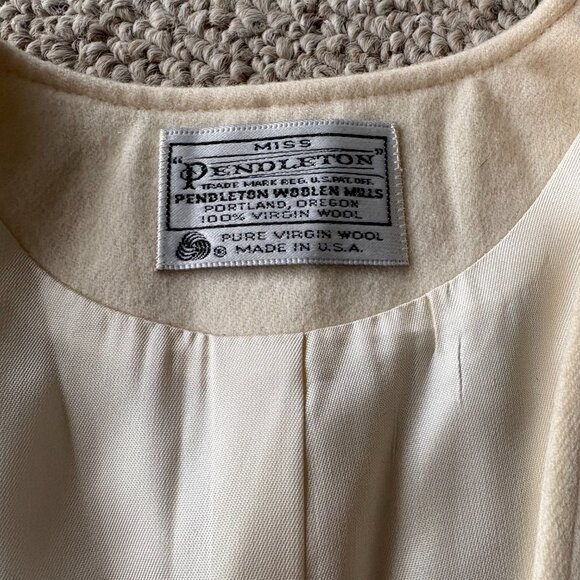 MISS
"PENDLETON"
TRADE MARK REG. U.S. PAT. OFF.
PENDLETON WOOLEN MILLS
PORTLAND, OREGON
100% VIRGIN WOOL
® PURE VIRGIN WOOL
MADE IN U.S.A.